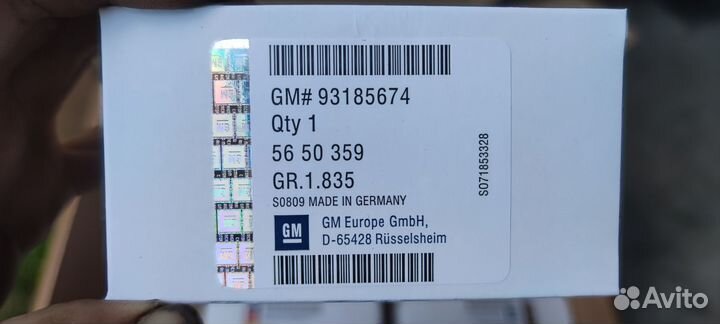 GM# 93185674
Qty 1
56 50 359
GR.1.835
S0809 MADE IN GERMANY
GM
GM Europe GmbH,
D-65428 Rüsselsheim
S071853328
Avito